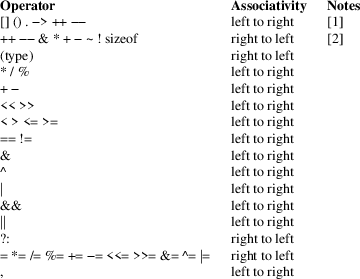 Operator Associativity Notes
[] () . −> ++ −− left to right [1]
++ −− & * + − ~ ! sizeof right to left [2]
(type) right to left
* / % left to right
+ − left to right
<< >> left to right
< > <= >= left to right
== != left to right
& left to right
^ left to right
| left to right
&& left to right
|| left to right
?: right to left
= *= /= %= += −= <<= >>= &= ^= |= right to left
, left to right